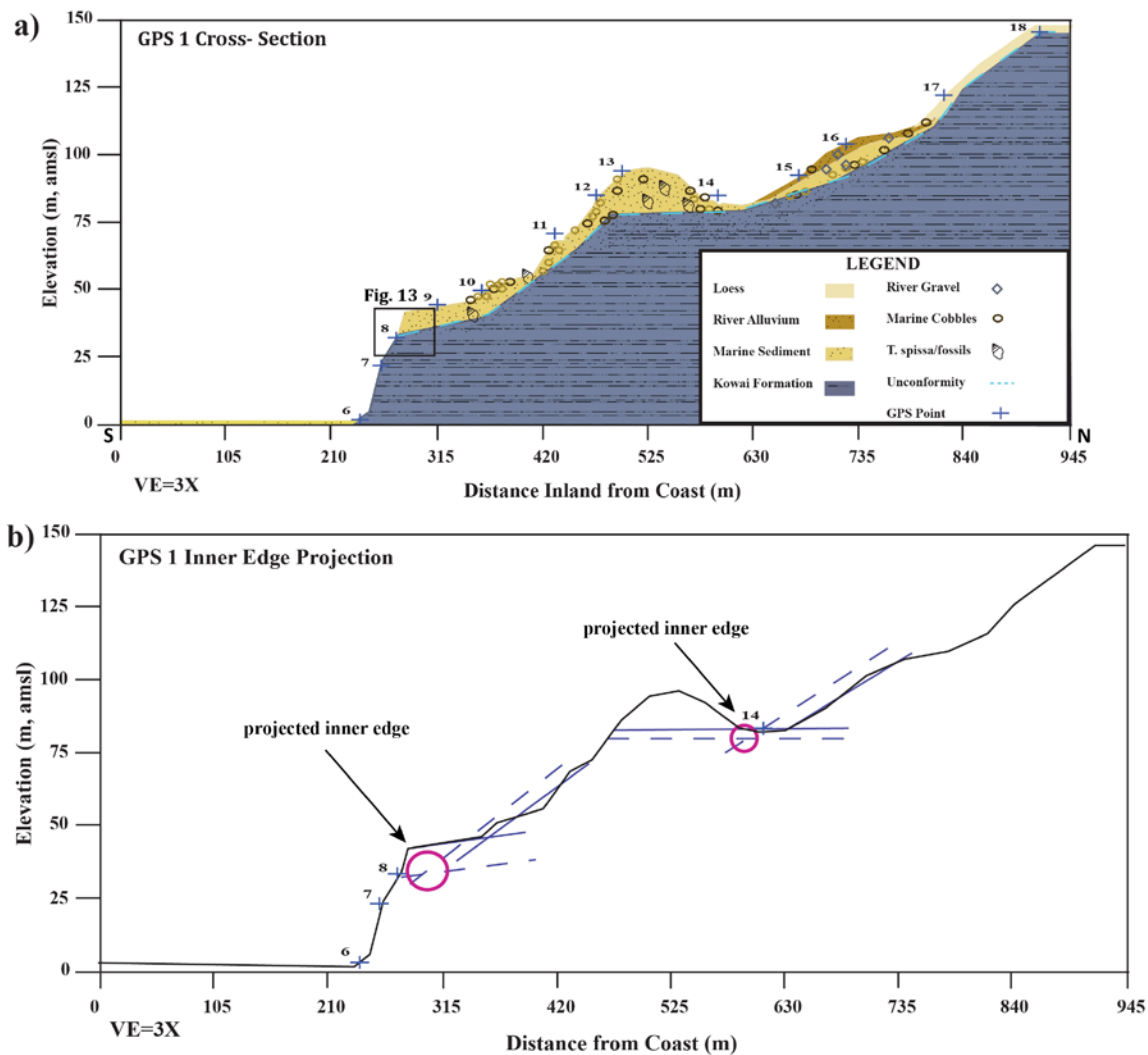 a)
GPS 1 Cross- Section
Elevation (m, amsl)
150
125
100
75
50
25
0
18
17
16
15
14
13
12
11
10
9
Fig. 13
8
7
6
LEGEND
Loess
River Gravel
River Alluvium
Marine Cobbles
Marine Sediment
T. spissa/fossils
Kowai Formation
Unconformity
GPS Point
S
N
0 105 210 315 420 525 630 735 840 945
VE=3X
Distance Inland from Coast (m)
b)
GPS 1 Inner Edge Projection
Elevation (m, amsl)
150
125
100
75
50
25
0
projected inner edge
14
projected inner edge
8
7
6
0 105 210 315 420 525 630 735 840 945
VE=3X
Distance from Coast (m)